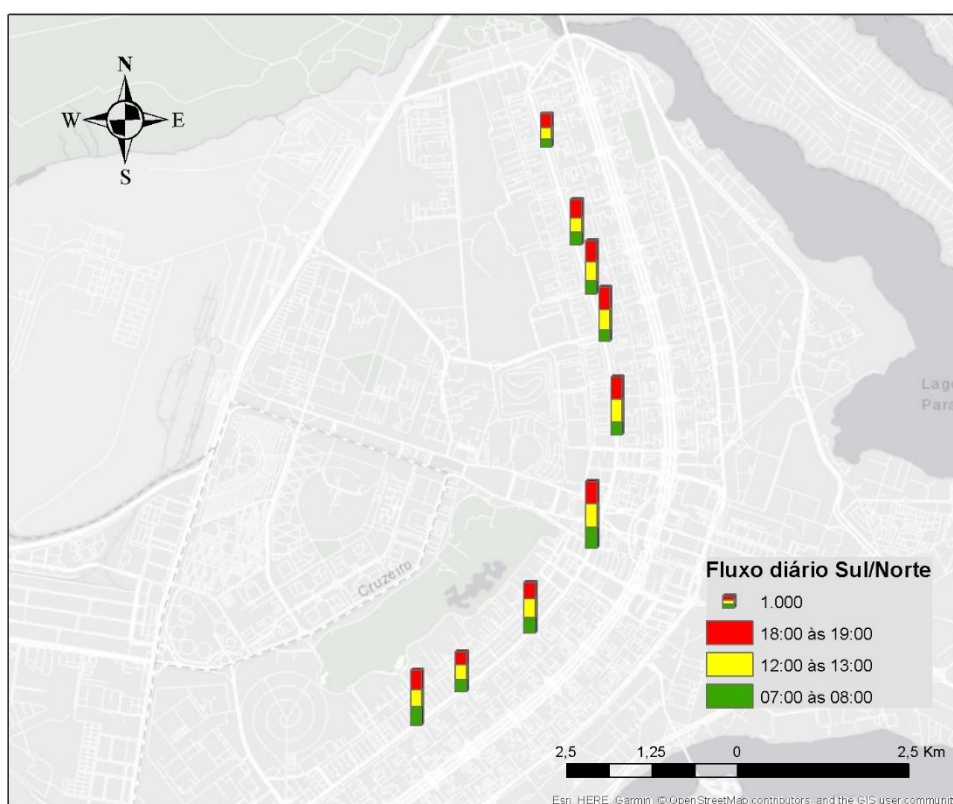 N
W E
S
Lago
Para
Cruzeiro
Fluxo diário Sul/Norte
1.000
18:00 às 19:00
12:00 às 13:00
07:00 às 08:00
2,5 1,25 0 2,5 Km
Esri, HERE, Garmin, © OpenStreetMap contributors, and the GIS user communit